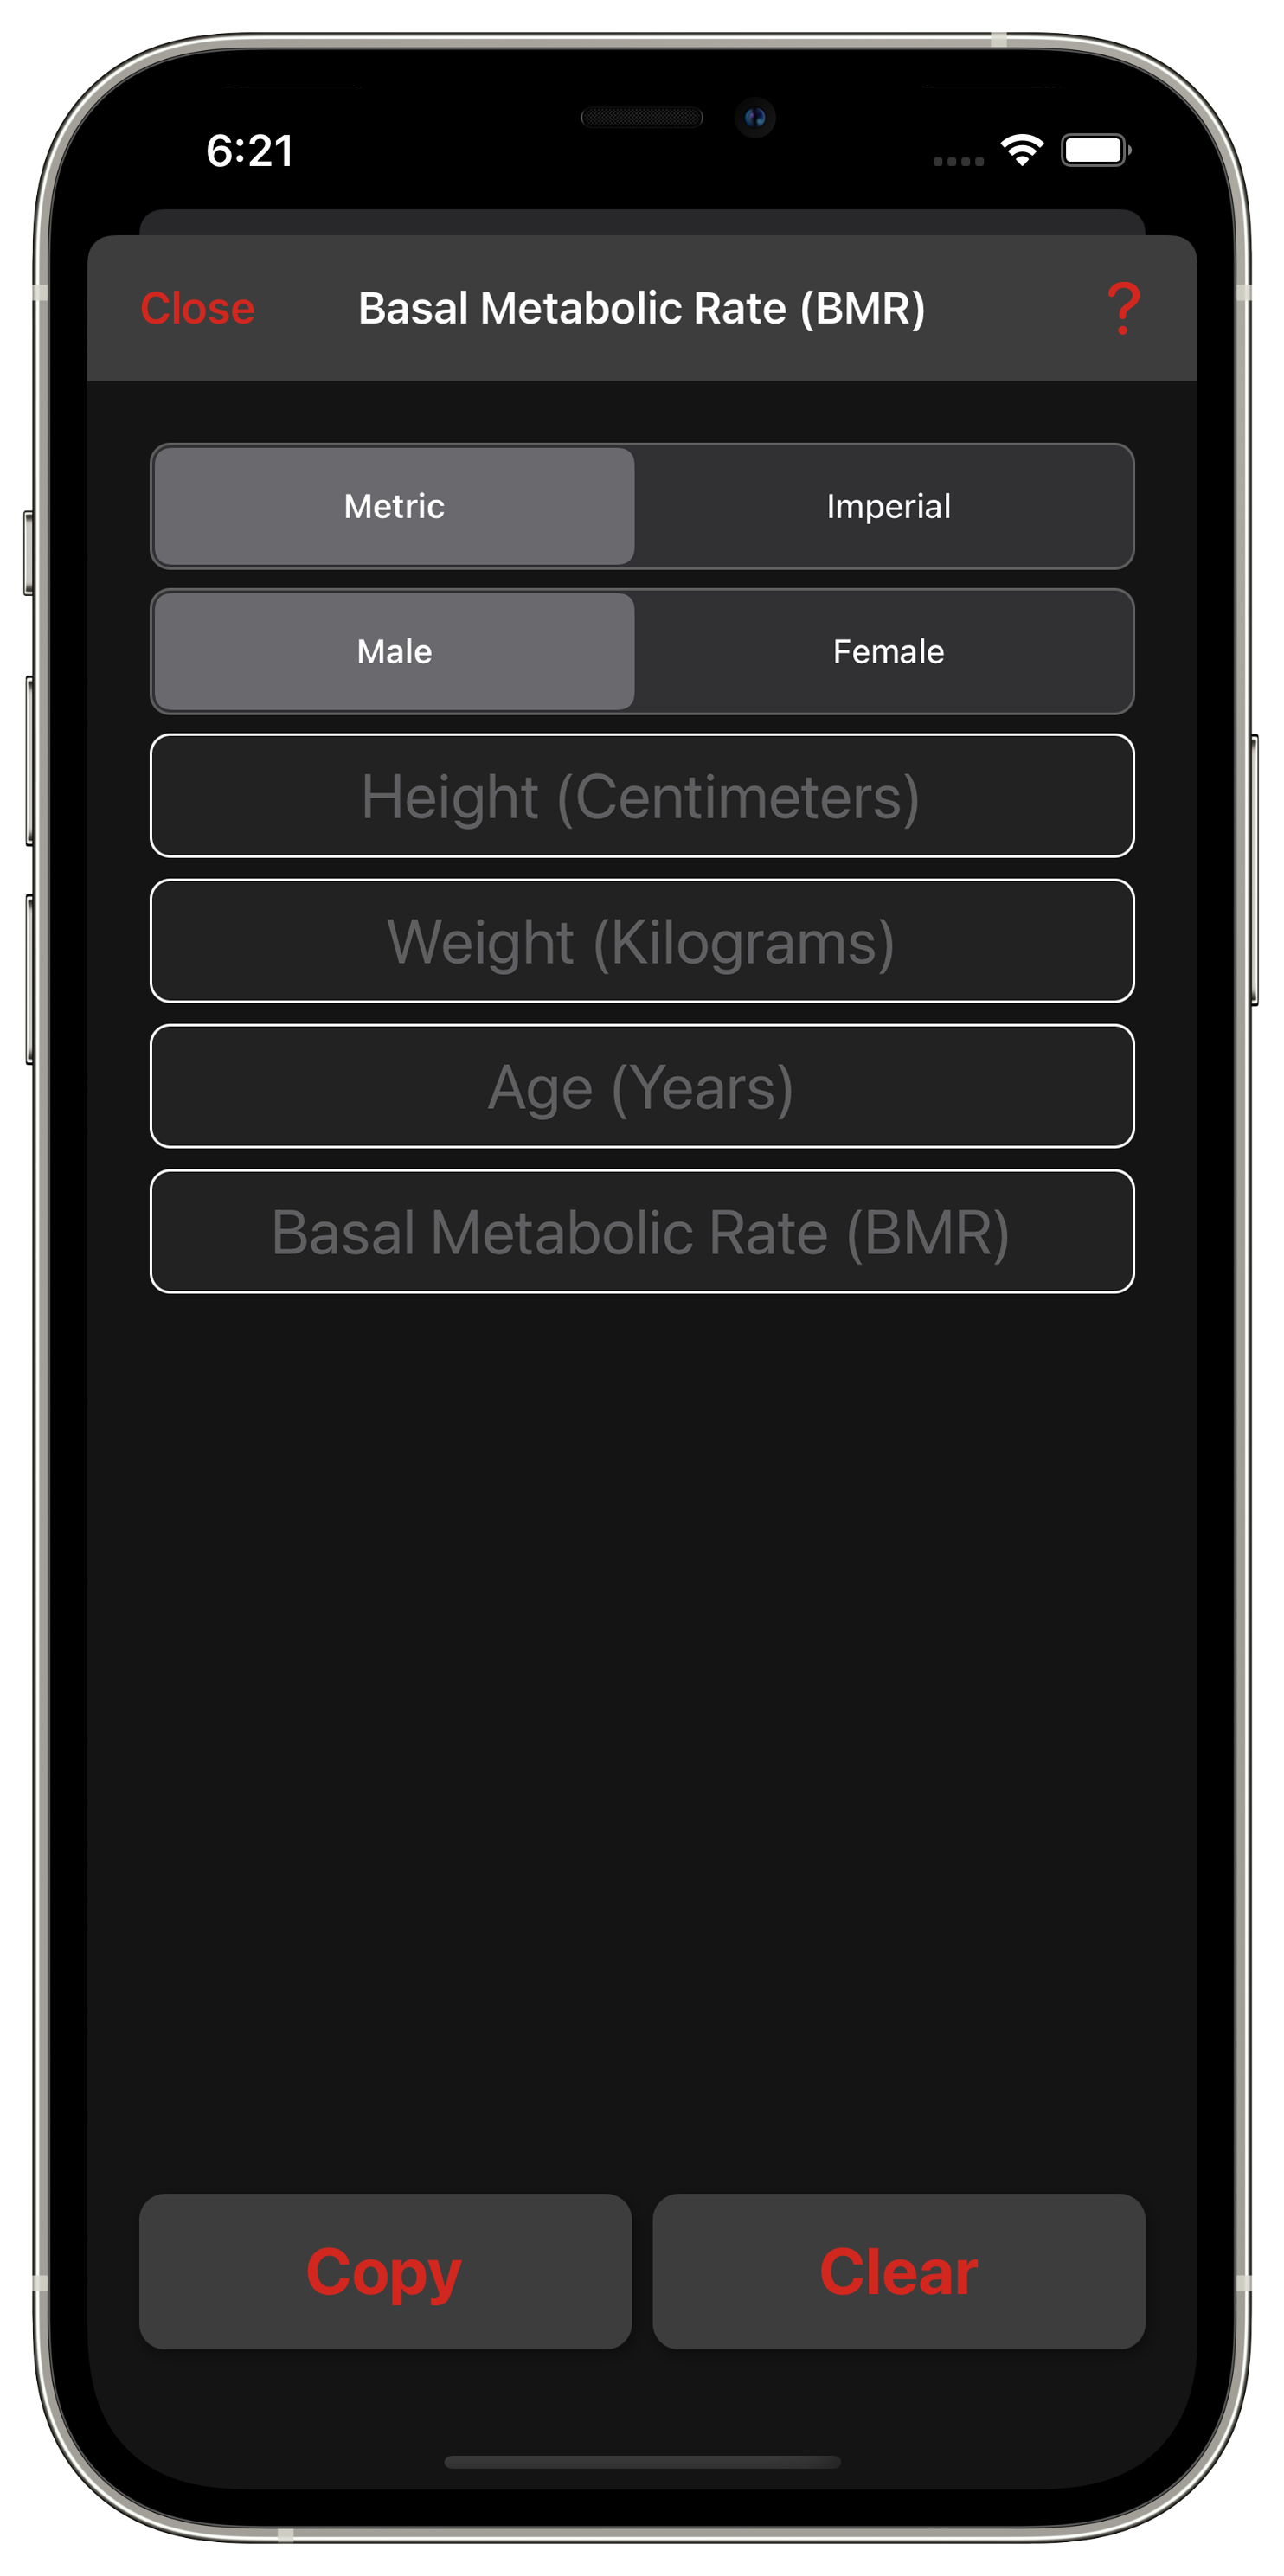 6:21
Close Basal Metabolic Rate (BMR) ?
Metric Imperial
Male Female
Height (Centimeters)
Weight (Kilograms)
Age (Years)
Basal Metabolic Rate (BMR)
Copy Clear